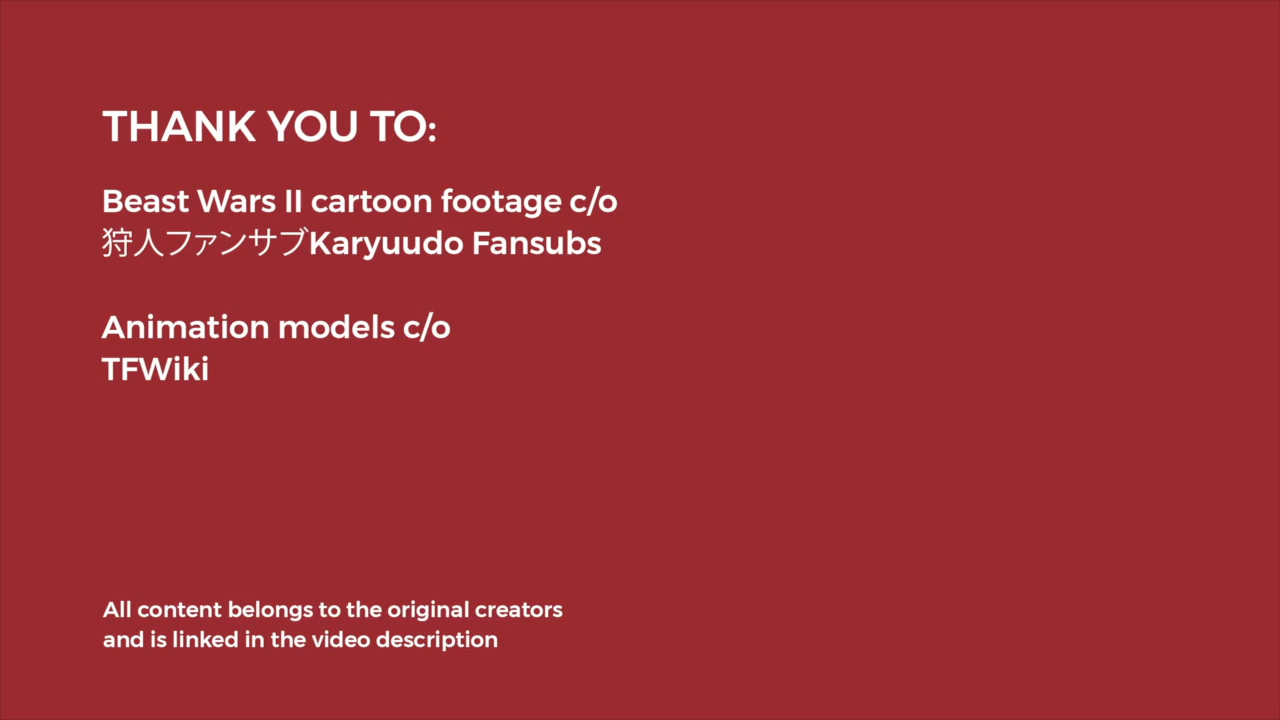 THANK YOU TO:
Beast Wars II cartoon footage c/o
狩人ファンサブKaryuudo Fansubs
Animation models c/o
TFWiki
All content belongs to the original creators
and is linked in the video description